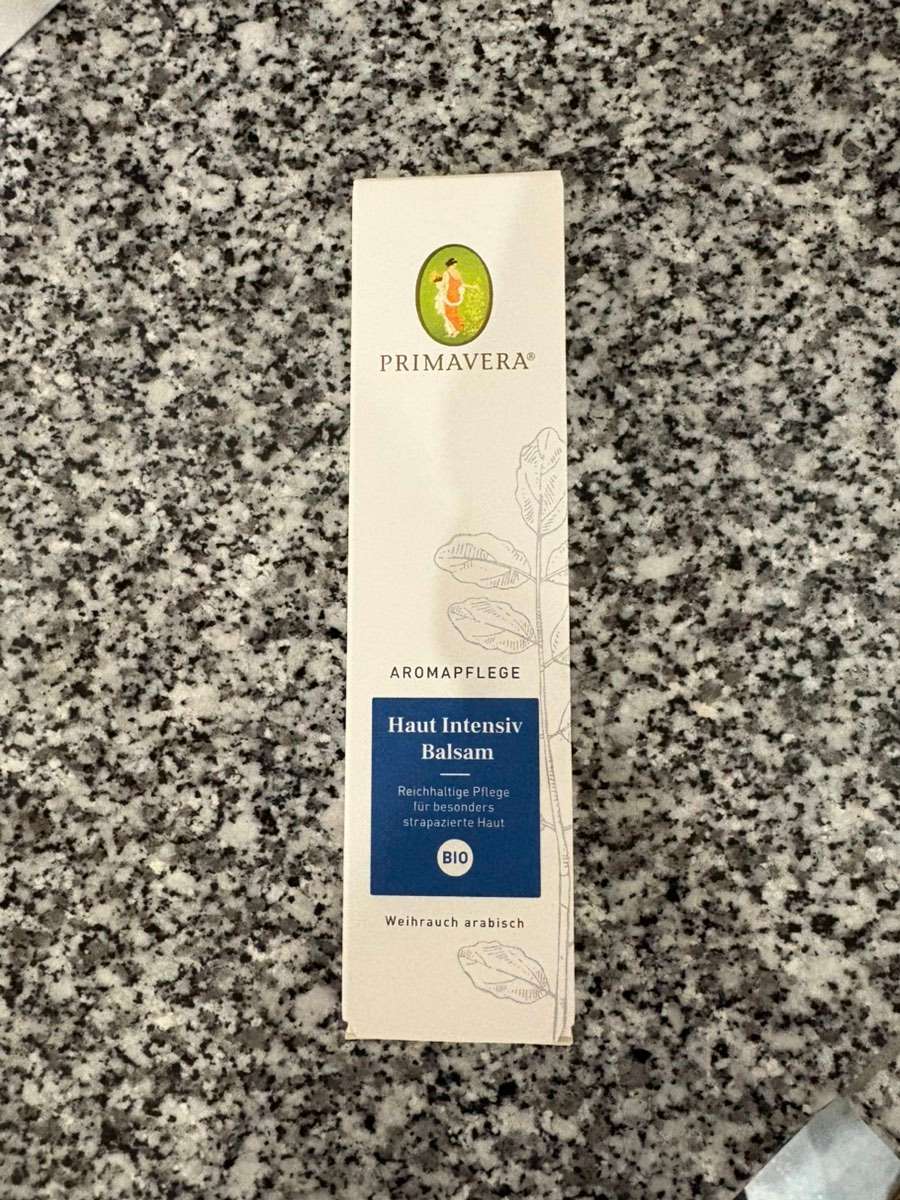 PRIMAVERA®
AROMAPFLEGE
Haut Intensiv
Balsam
Reichhaltige Pflege
für besonders
strapazierte Haut
BIO
Weihrauch arabisch